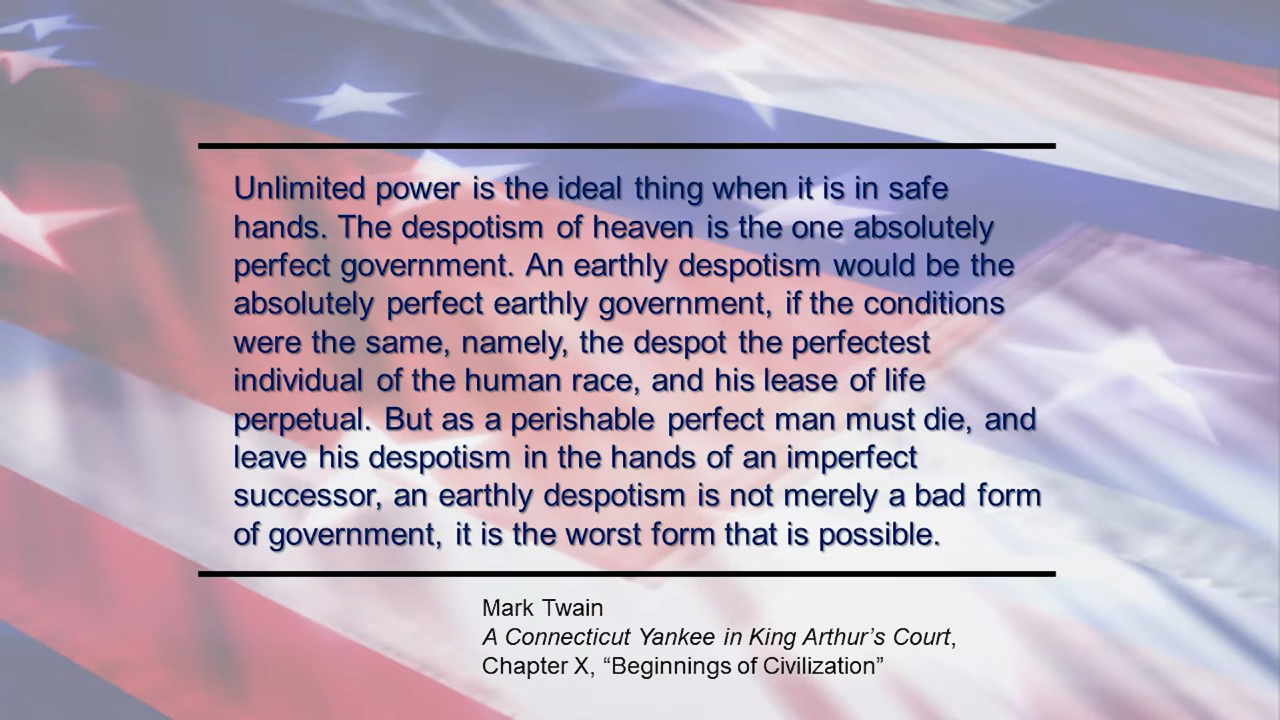 Unlimited power is the ideal thing when it is in safe
hands. The despotism of heaven is the one absolutely
perfect government. An earthly despotism would be the
absolutely perfect earthly government, if the conditions
were the same, namely, the despot the perfectest
individual of the human race, and his lease of life
perpetual. But as a perishable perfect man must die, and
leave his despotism in the hands of an imperfect
successor, an earthly despotism is not merely a bad form
of government, it is the worst form that is possible.
Mark Twain
A Connecticut Yankee in King Arthur’s Court,
Chapter X, “Beginnings of Civilization”